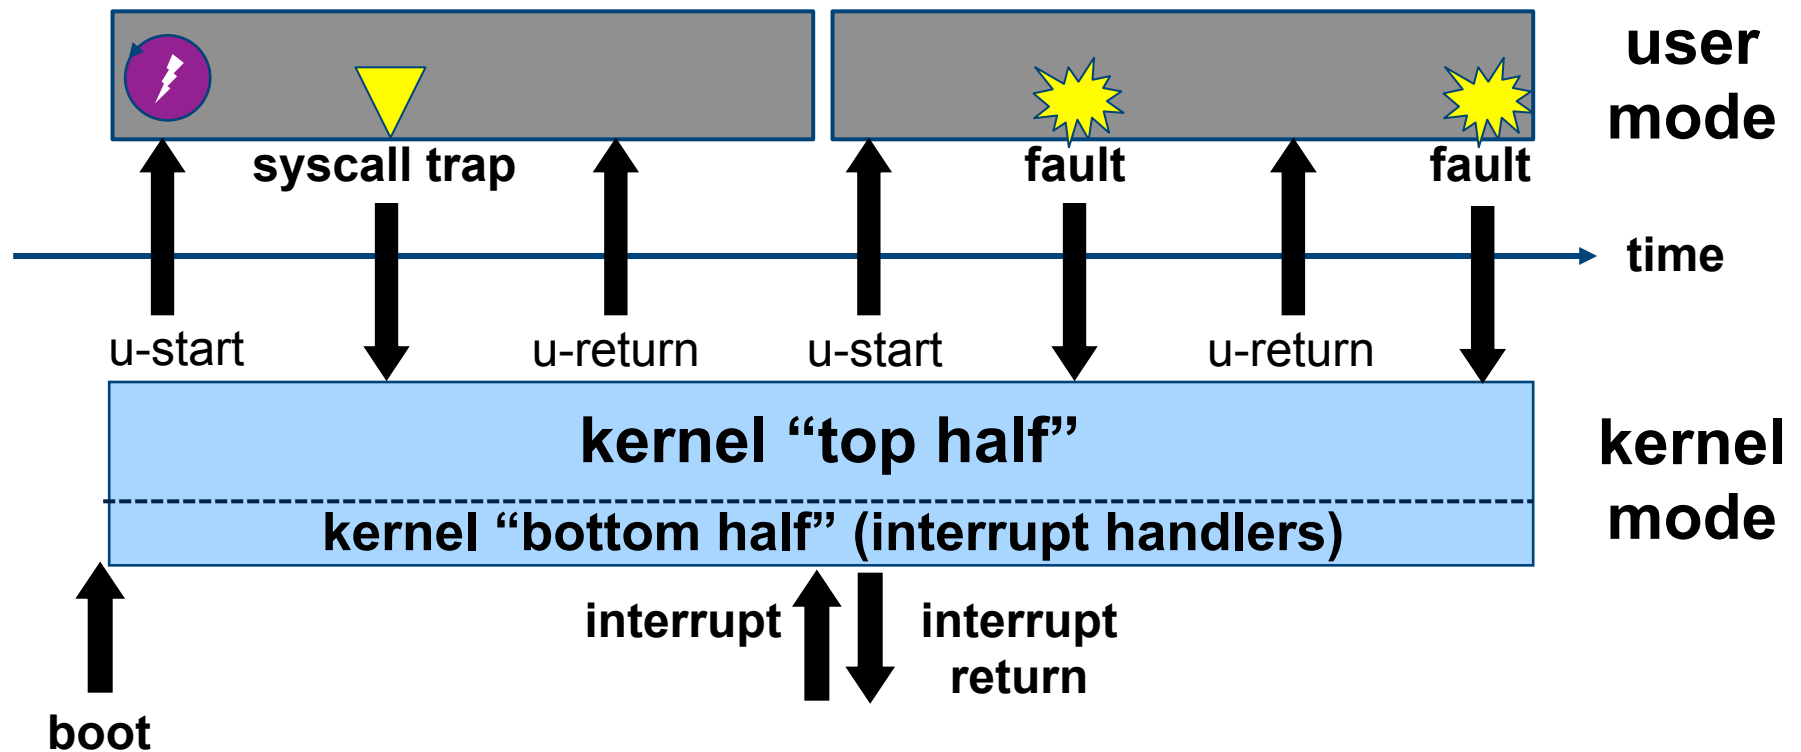 user
mode
syscall trap
fault
fault
time
u-start
u-return
u-start
u-return
kernel “top half”
kernel
mode
kernel “bottom half” (interrupt handlers)
interrupt
interrupt
return
boot